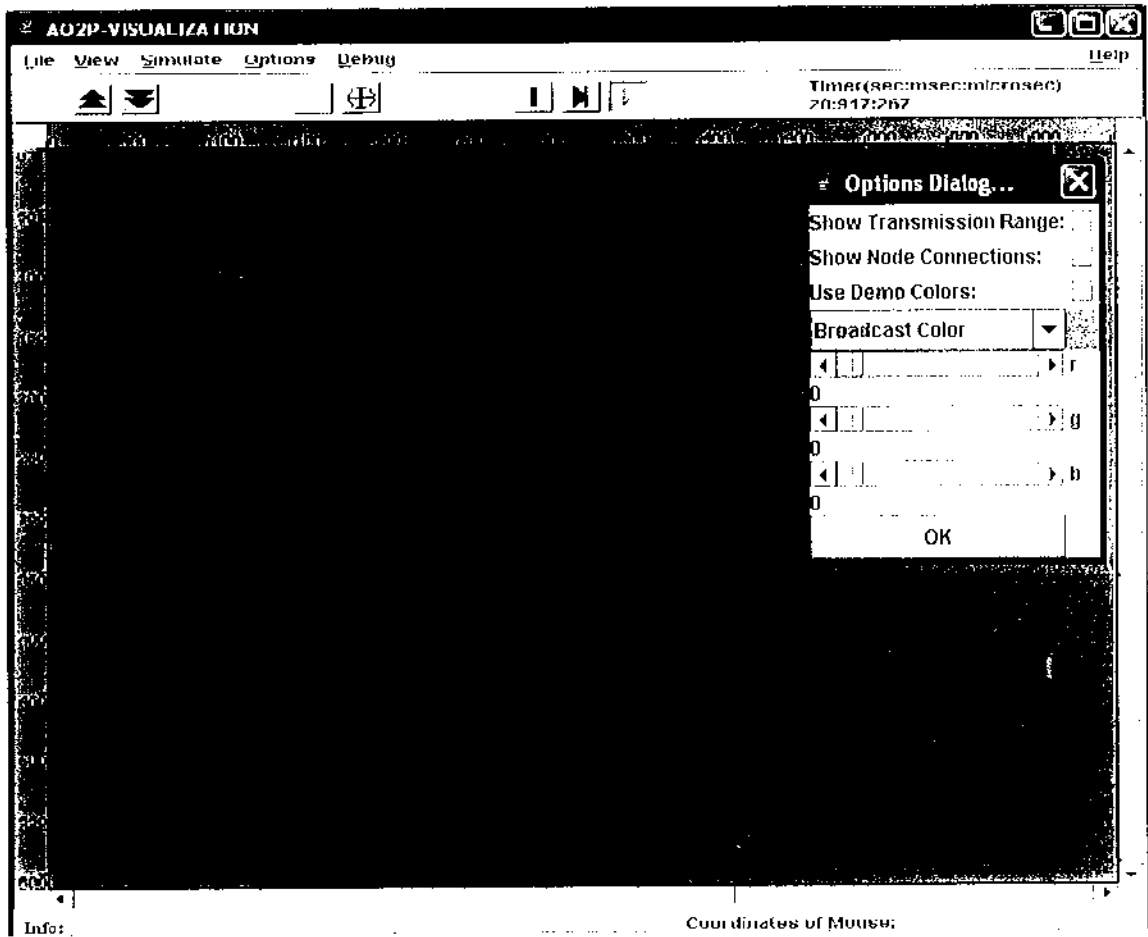 AO2P-VISUALIZATION
File View Simulate Options Debug Help
Timer(sec:msec:microsec)
20:917:267
Options Dialog...
Show Transmission Range:
Show Node Connections:
Use Demo Colors:
Broadcast Color
r
0
g
0
b
0
OK
Info:
Coordinates of Mouse: